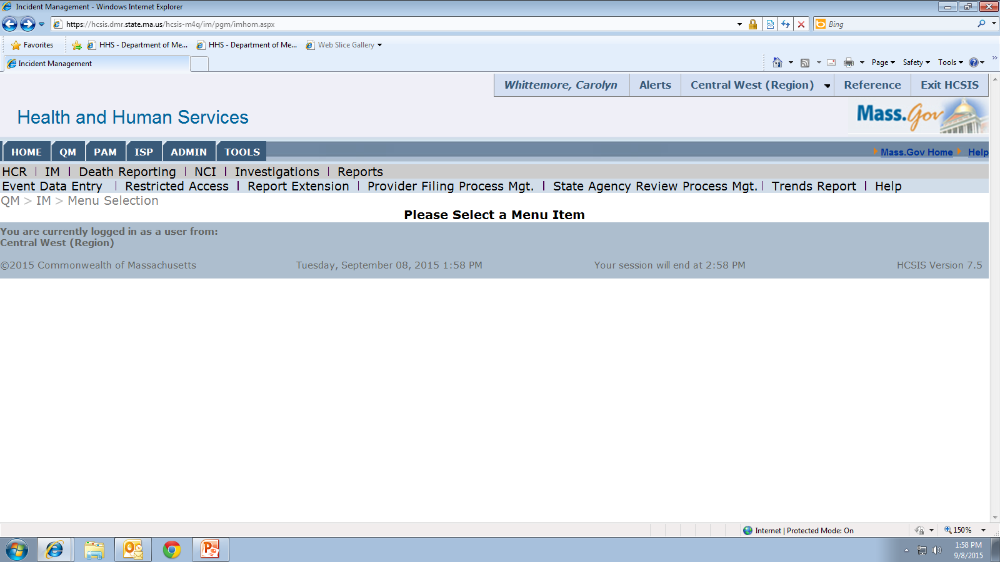 Incident Management - Windows Internet Explorer
https://hcsis.dmr.state.ma.us/hcsis-m4q/im/pgm/imhom.aspx
Bing
Favorites
HHS - Department of Me...
HHS - Department of Me...
Web Slice Gallery
Incident Management
Page
Safety
Tools
Whittemore, Carolyn
Alerts
Central West (Region)
Reference
Exit HCSIS
Health and Human Services
Mass.Gov
HOME QM PAM ISP ADMIN TOOLS
Mass.Gov Home
Help
HCR | IM | Death Reporting | NCI | Investigations | Reports
Event Data Entry | Restricted Access | Report Extension | Provider Filing Process Mgt. | State Agency Review Process Mgt. | Trends Report | Help
QM > IM > Menu Selection
Please Select a Menu Item
You are currently logged in as a user from:
Central West (Region)
©2015 Commonwealth of Massachusetts
Tuesday, September 08, 2015 1:58 PM
Your session will end at 2:58 PM
HCSIS Version 7.5
Internet | Protected Mode: On
150%
1:58 PM
9/8/2015